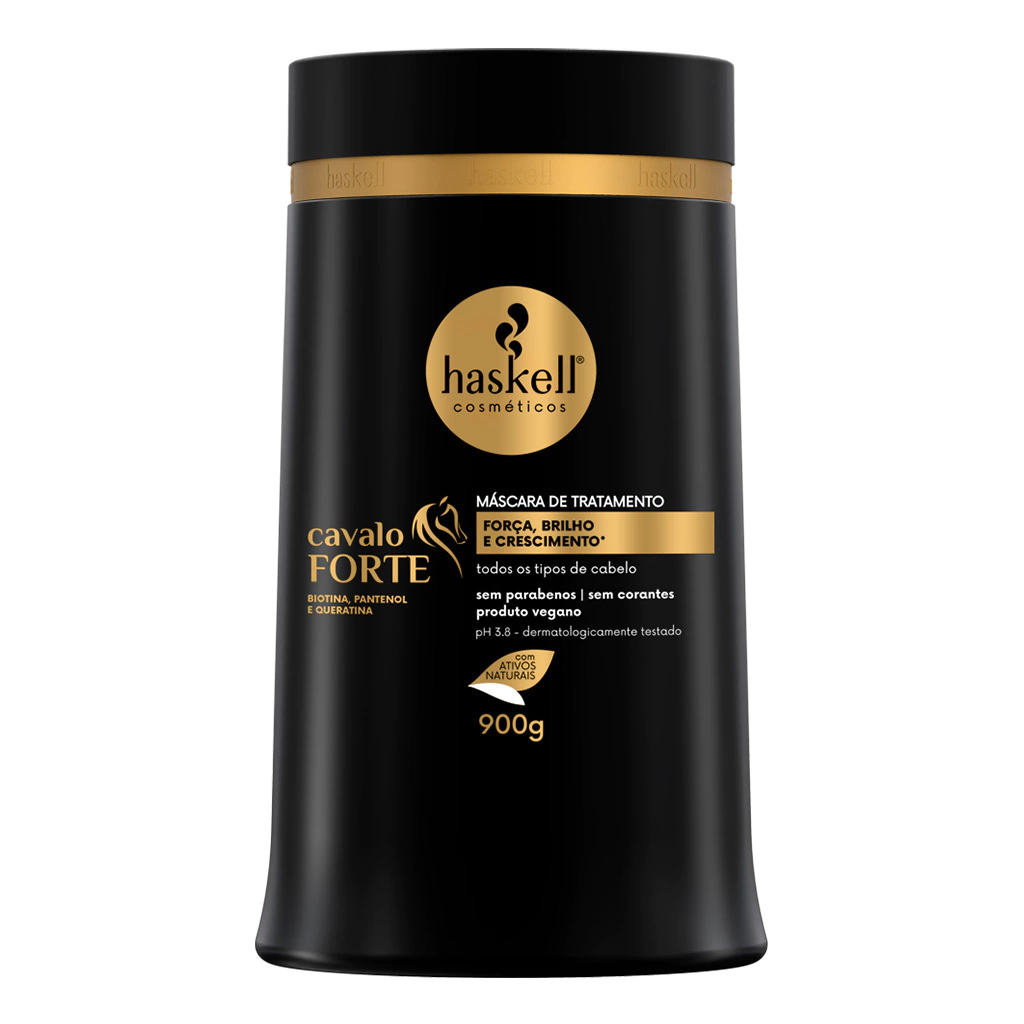 haskell haskell haskell
haskell®
cosméticos
cavalo
FORTE
BIOTINA, PANTENOL
E QUERATINA
MÁSCARA DE TRATAMENTO
FORÇA, BRILHO
E CRESCIMENTO*
todos os tipos de cabelo
sem parabenos | sem corantes
produto vegano
pH 3.8 - dermatologicamente testado
com
ATIVOS
NATURAIS
900g